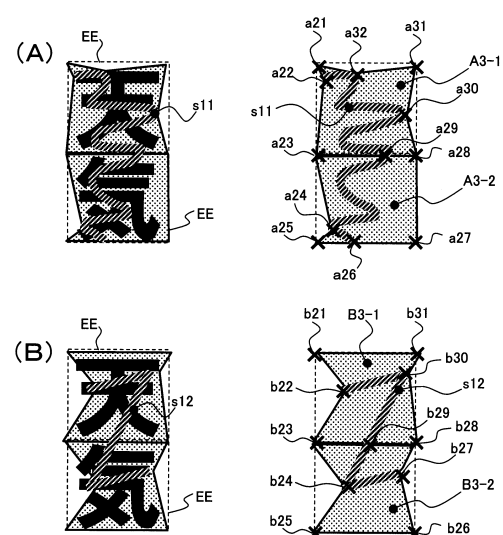 (A)
EE
天
気
s11
EE
a21
a32
a31
a22
A3-1
s11
a30
a29
a23
a28
A3-2
a24
a25
a27
a26
(B)
EE
天
気
s12
EE
b21
B3-1
b31
b30
b22
s12
b29
b23
b28
b27
b24
B3-2
b25
b26